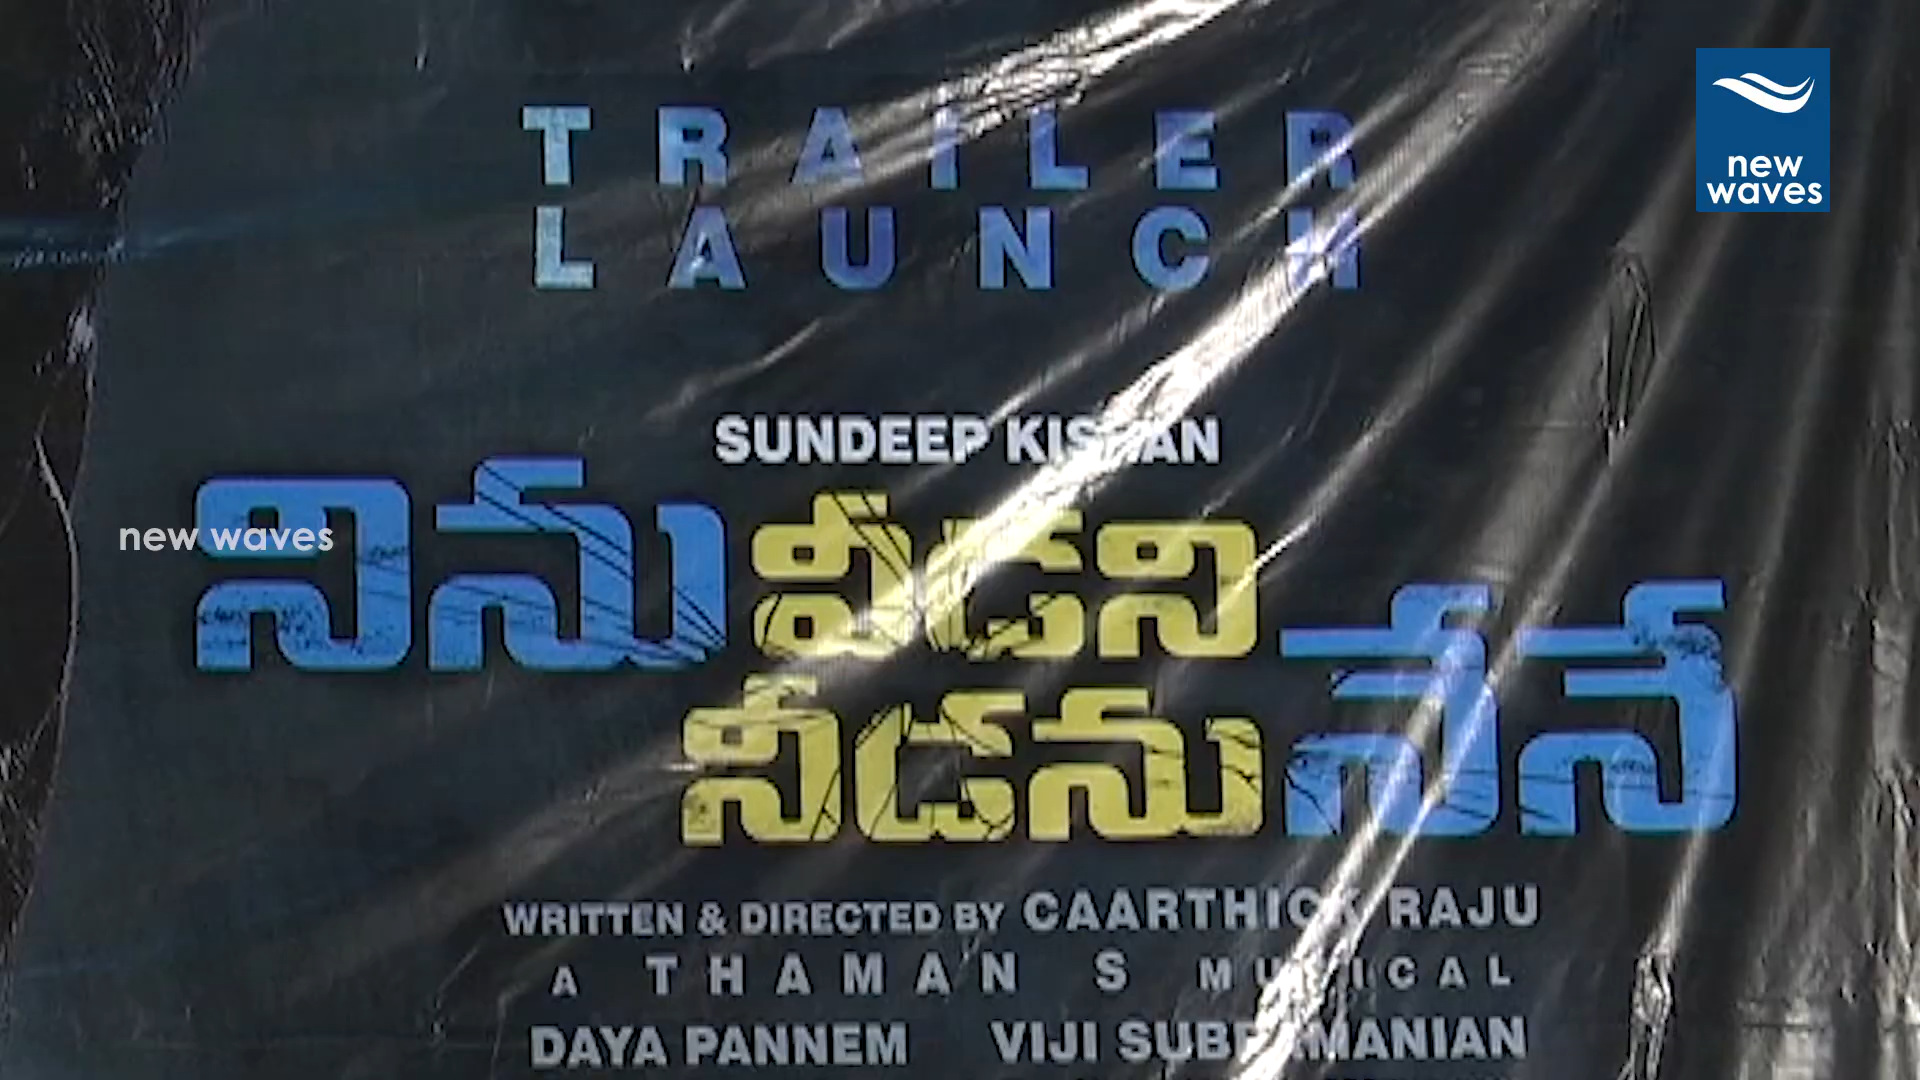 TRAILER
LAUNCH
new
waves
SUNDEEP KISHAN
నిను వీడని
నీడను నేనే
new waves
WRITTEN & DIRECTED BY CAARTHICK RAJU
A THAMAN S MUSICAL
DAYA PANNEM VIJI SUBRAMANIAN